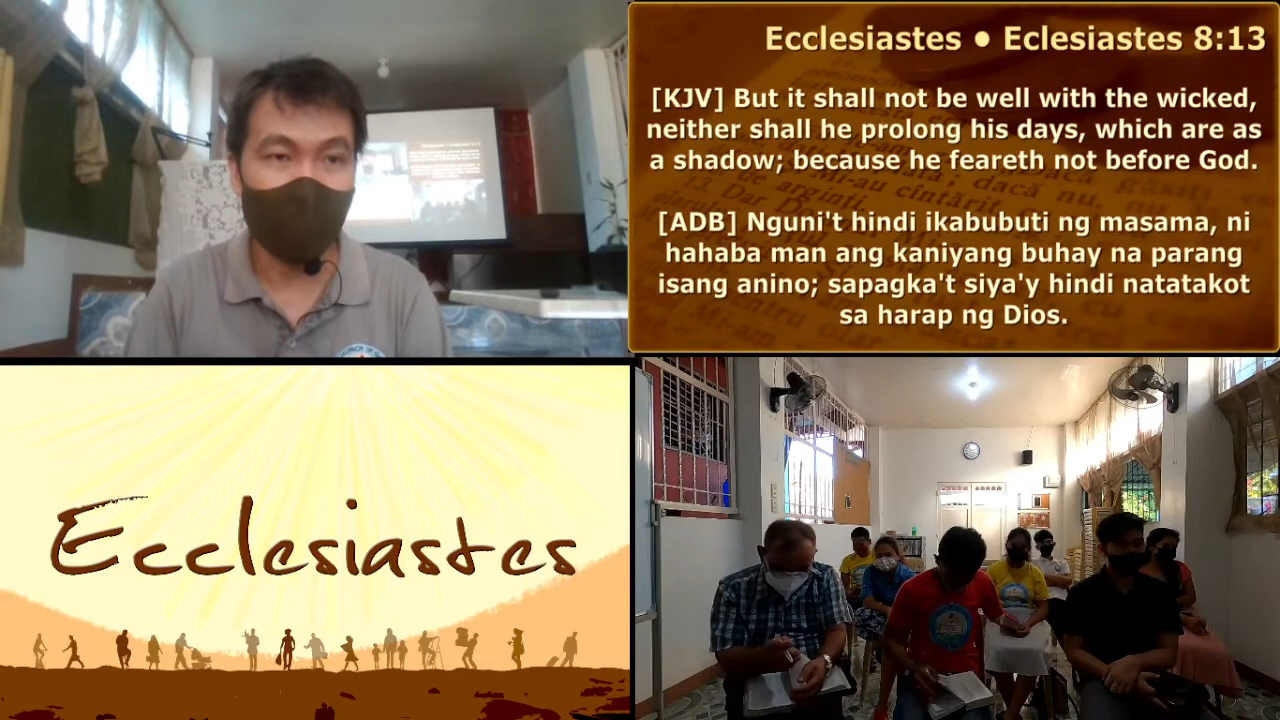 Ecclesiastes • Eclesiastes 8:13
[KJV] But it shall not be well with the wicked,
neither shall he prolong his days, which are as
a shadow; because he feareth not before God.
[ADB] Nguni't hindi ikabubuti ng masama, ni
hahaba man ang kaniyang buhay na parang
isang anino; sapagka't siya'y hindi natatakot
sa harap ng Dios.
Ecclesiastes